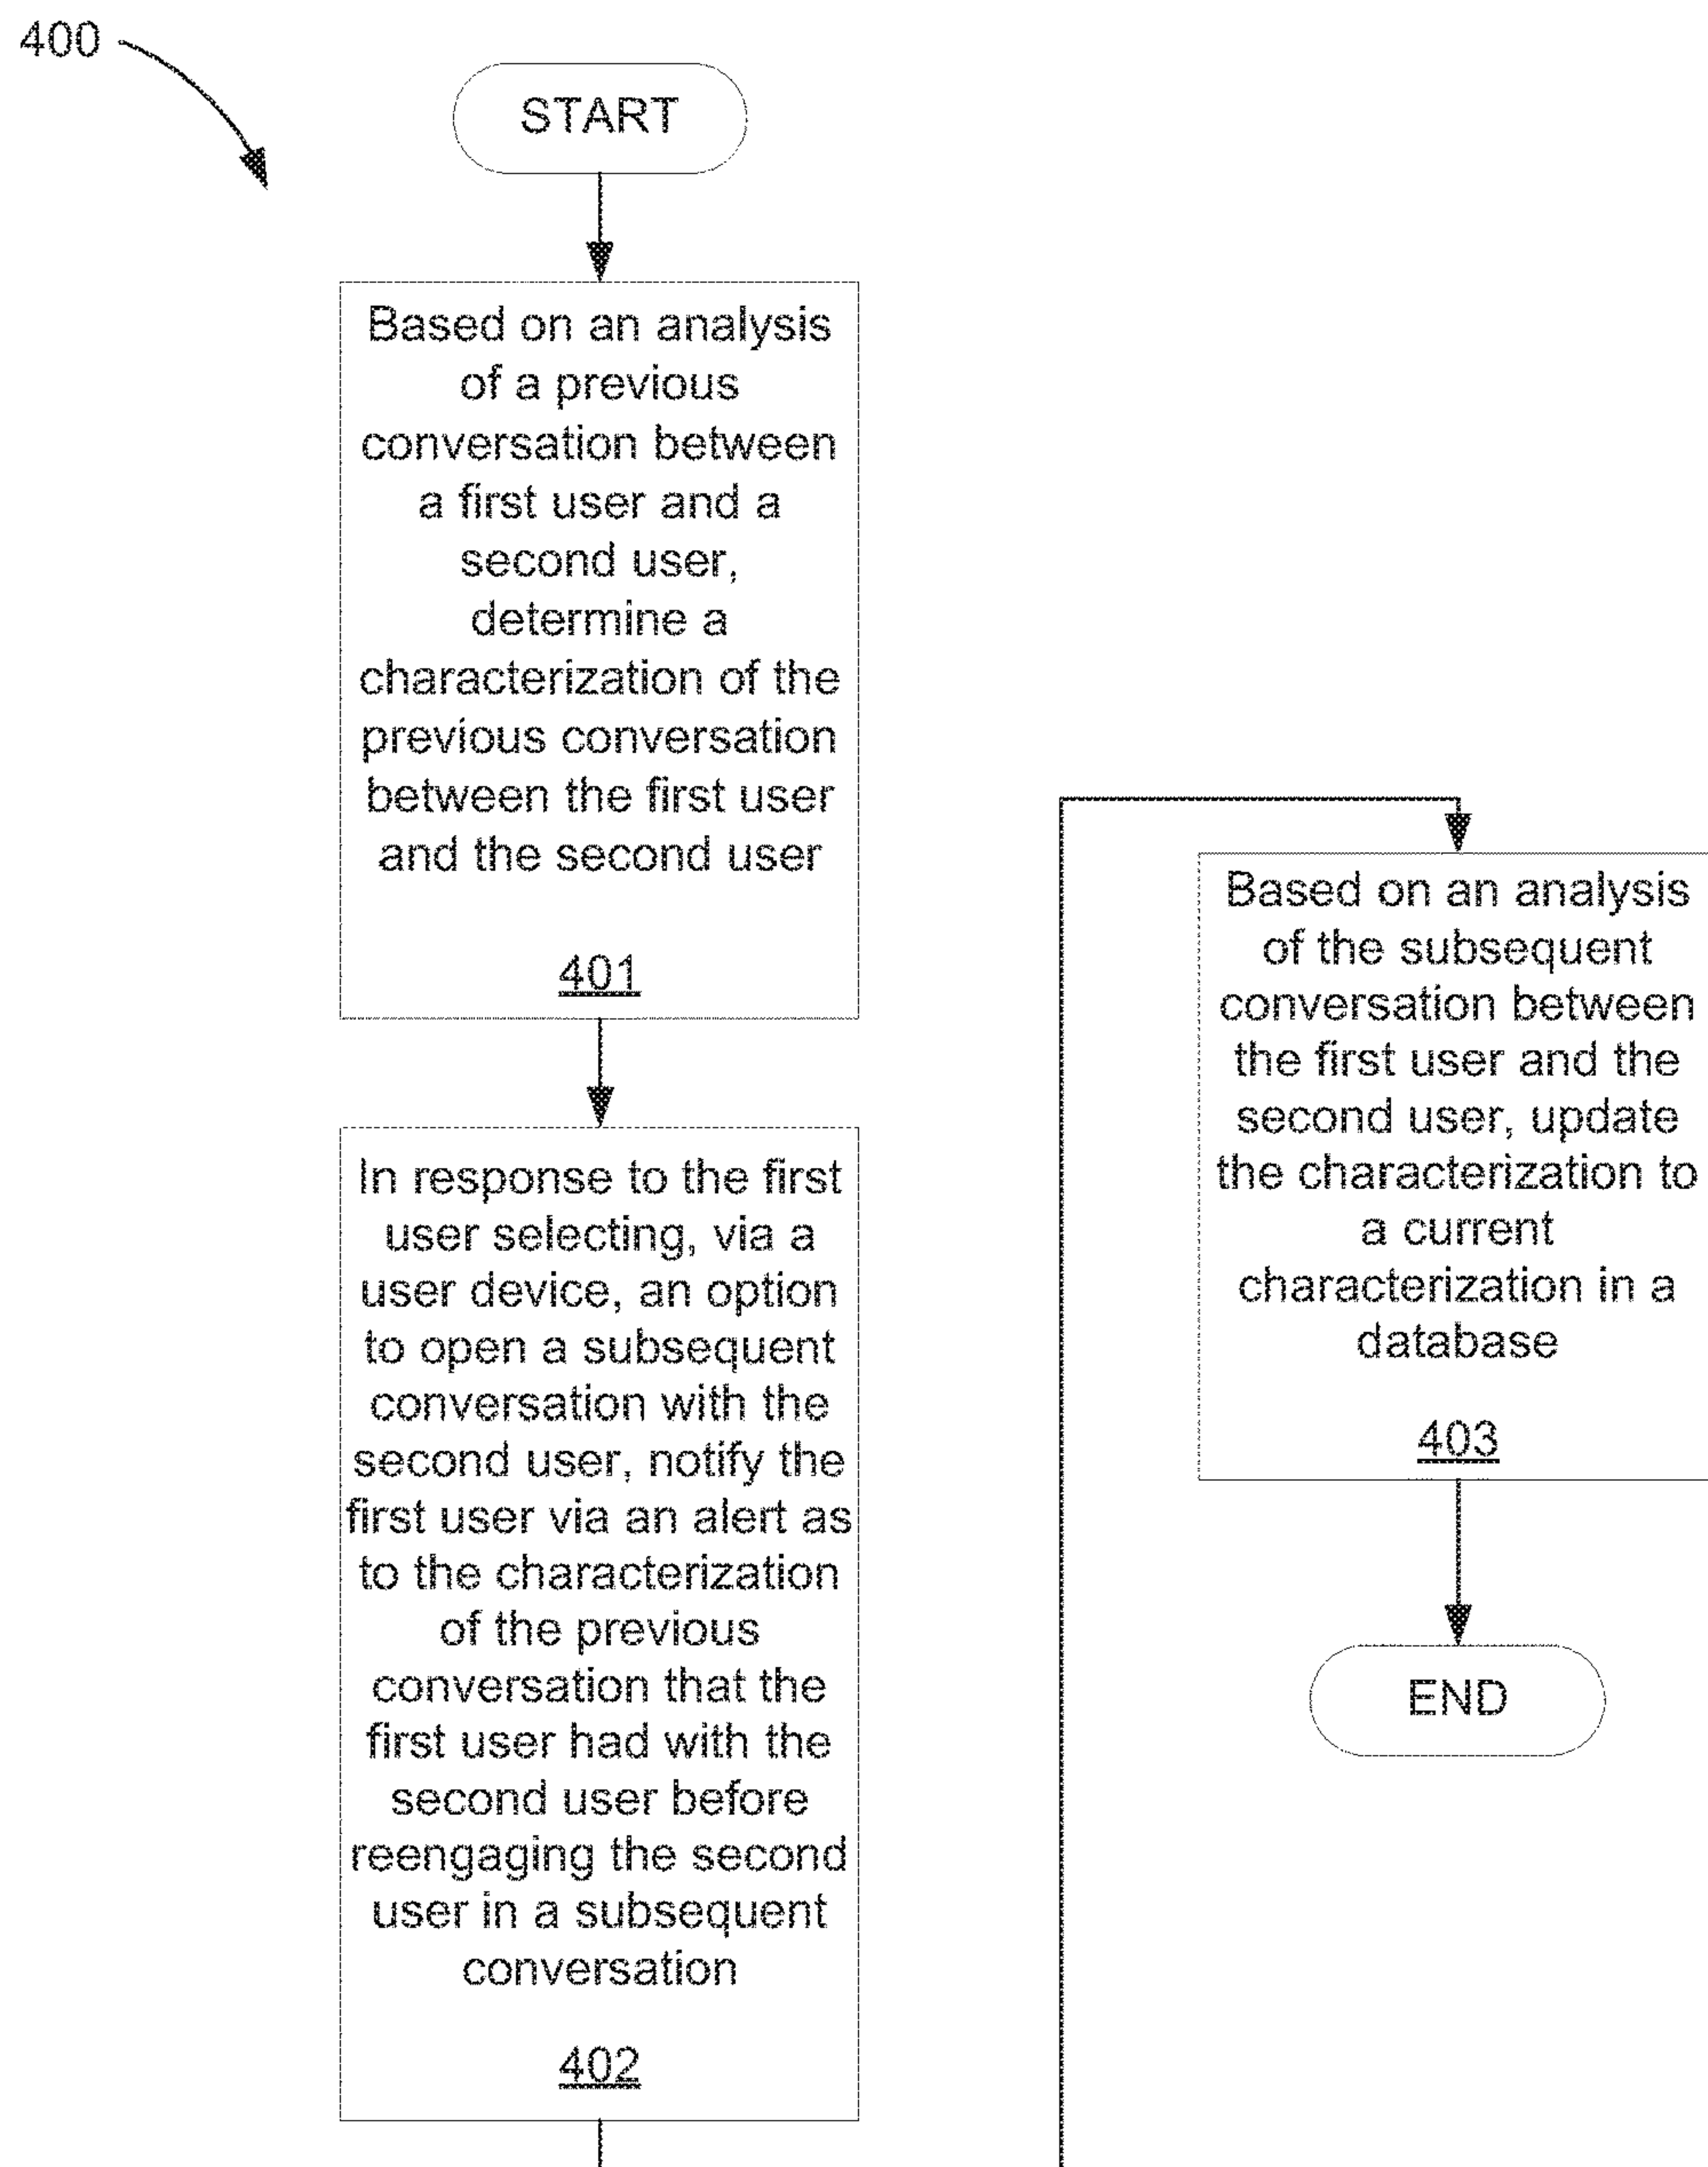 400
START
Based on an analysis
of a previous
conversation between
a first user and a
second user,
determine a
characterization of the
previous conversation
between the first user
and the second user
401
In response to the first
user selecting, via a
user device, an option
to open a subsequent
conversation with the
second user, notify the
first user via an alert as
to the characterization
of the previous
conversation that the
first user had with the
second user before
reengaging the second
user in a subsequent
conversation
402
Based on an analysis
of the subsequent
conversation between
the first user and the
second user, update
the characterization to
a current
characterization in a
database
403
END